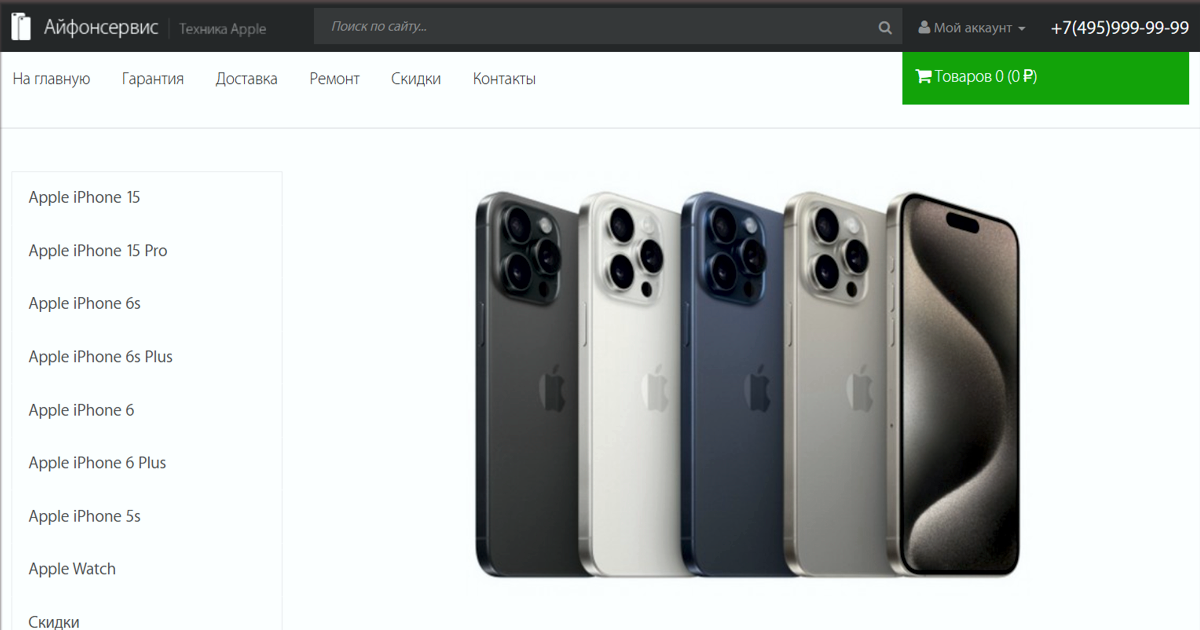 Айфонсервис Техника Apple Поиск по сайту... Мой аккаунт +7(495)999-99-99
На главную Гарантия Доставка Ремонт Скидки Контакты Товаров 0 (0 ₽)
Apple iPhone 15
Apple iPhone 15 Pro
Apple iPhone 6s
Apple iPhone 6s Plus
Apple iPhone 6
Apple iPhone 6 Plus
Apple iPhone 5s
Apple Watch
Скидки